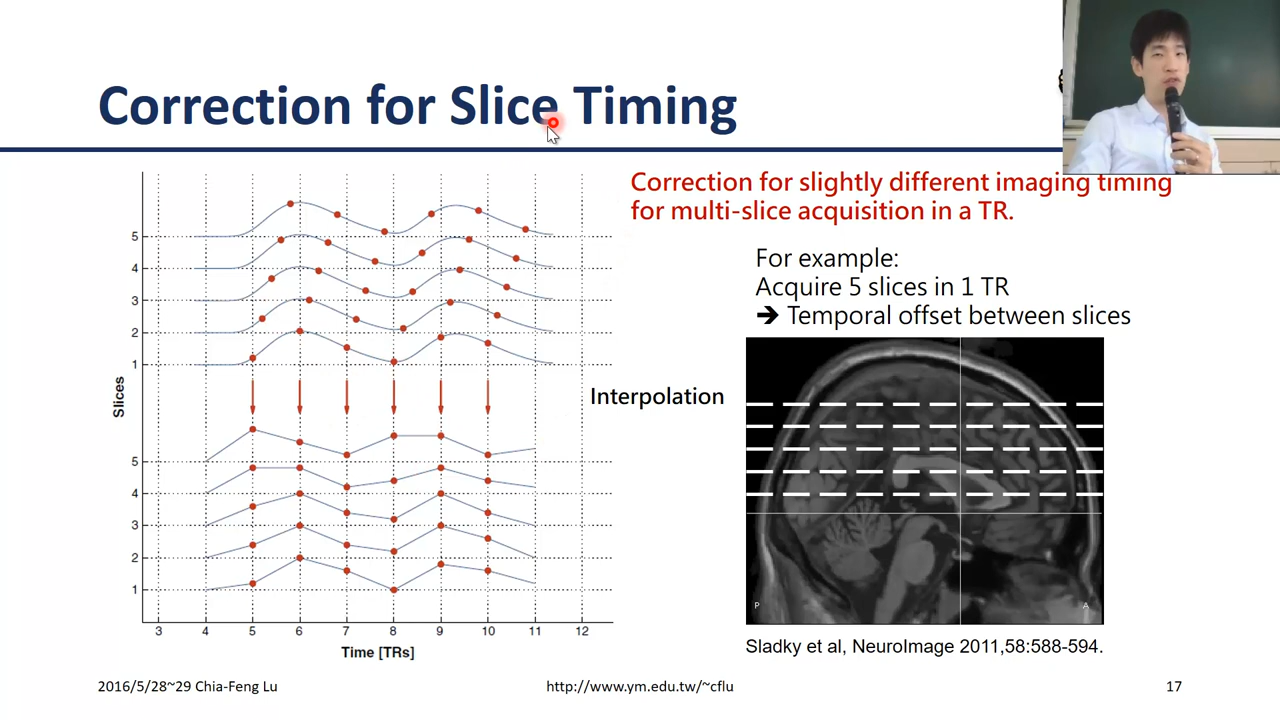 Correction for Slice Timing
Correction for slightly different imaging timing
for multi-slice acquisition in a TR.
For example:
Acquire 5 slices in 1 TR
➔ Temporal offset between slices
5
4
3
2
1
Slices
Interpolation
5
4
3
2
1
3 4 5 6 7 8 9 10 11 12
Time [TRs]
P A
Sladky et al, NeuroImage 2011,58:588-594.
2016/5/28~29 Chia-Feng Lu
http://www.ym.edu.tw/~cflu
17